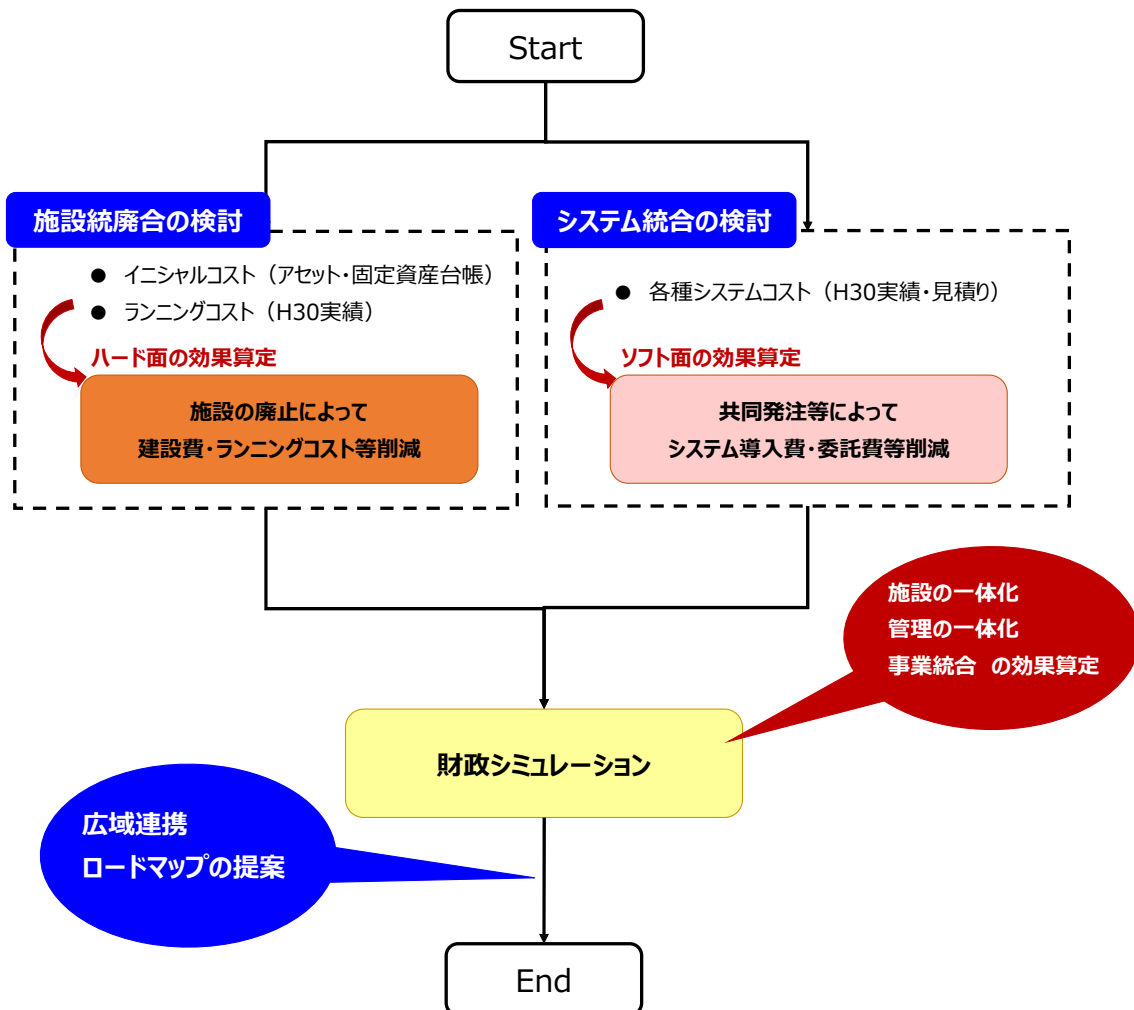 Start
施設統廃合の検討
● イニシャルコスト（アセット・固定資産台帳）
● ランニングコスト（H30実績）
ハード面の効果算定
施設の廃止によって
建設費・ランニングコスト等削減
システム統合の検討
● 各種システムコスト（H30実績・見積り）
ソフト面の効果算定
共同発注等によって
システム導入費・委託費等削減
施設の一体化
管理の一体化
事業統合　の効果算定
財政シミュレーション
広域連携
ロードマップの提案
End